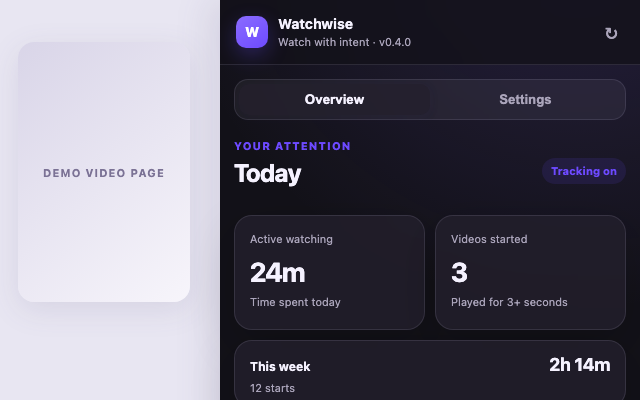 DEMO VIDEO PAGE
W
Watchwise
Watch with intent · v0.4.0
↻
Overview
Settings
YOUR ATTENTION
Today
Tracking on
Active watching
24m
Time spent today
Videos started
3
Played for 3+ seconds
This week
2h 14m
12 starts